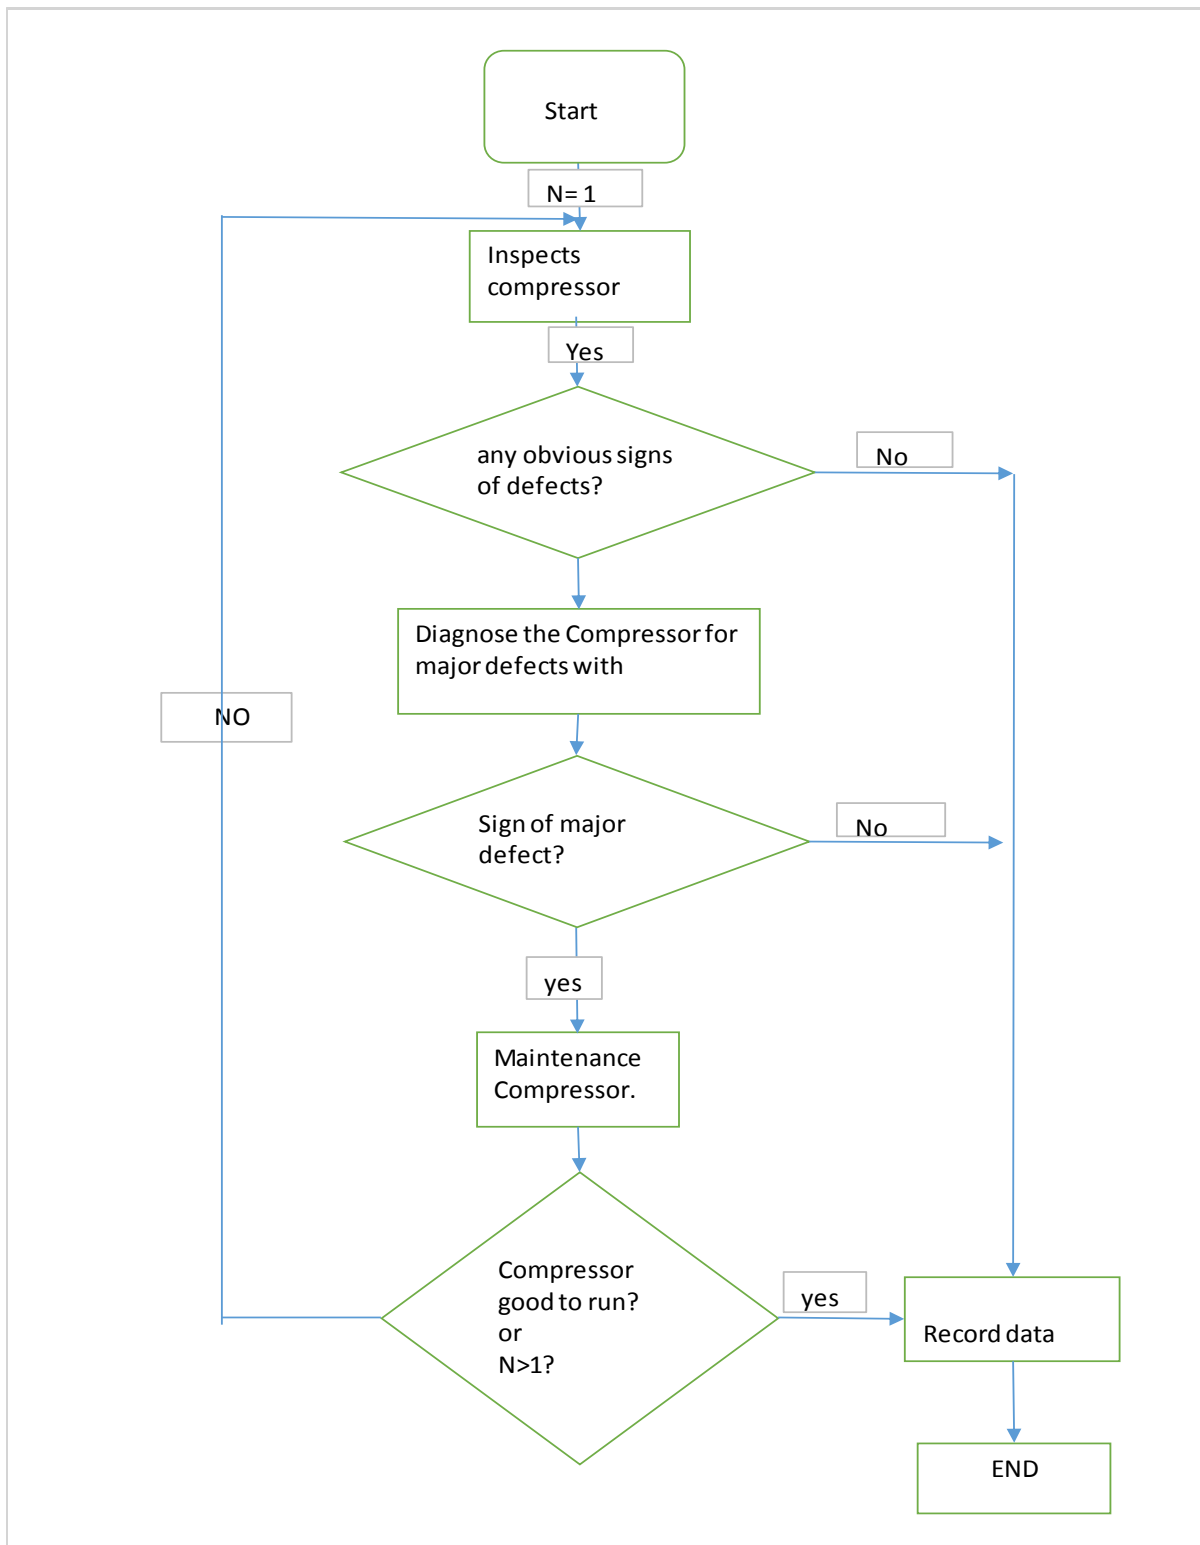 Start
N= 1
Inspects
compressor
Yes
any obvious signs
of defects?
No
Diagnose the Compressor for
major defects with
NO
Sign of major
defect?
No
yes
Maintenance
Compressor.
Compressor
good to run?
or
N>1?
yes
Record data
END